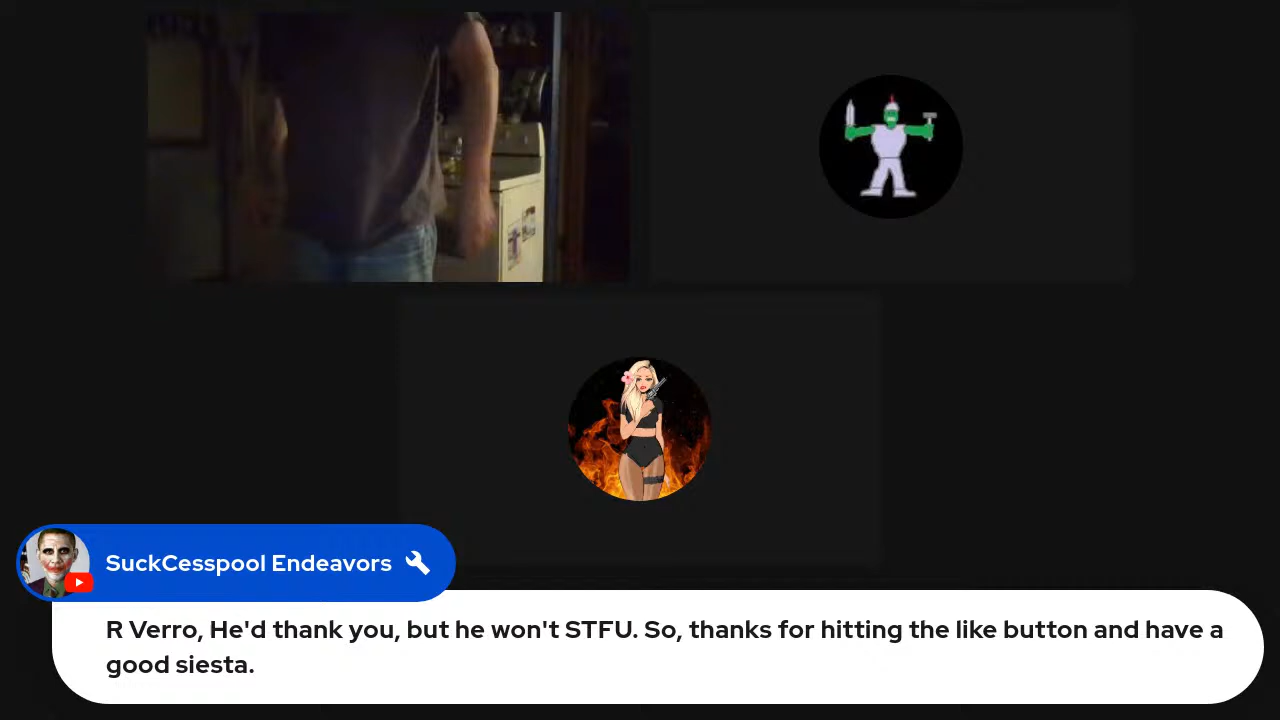 SuckCesspool Endeavors
R Verro, He'd thank you, but he won't STFU. So, thanks for hitting the like button and have a
good siesta.